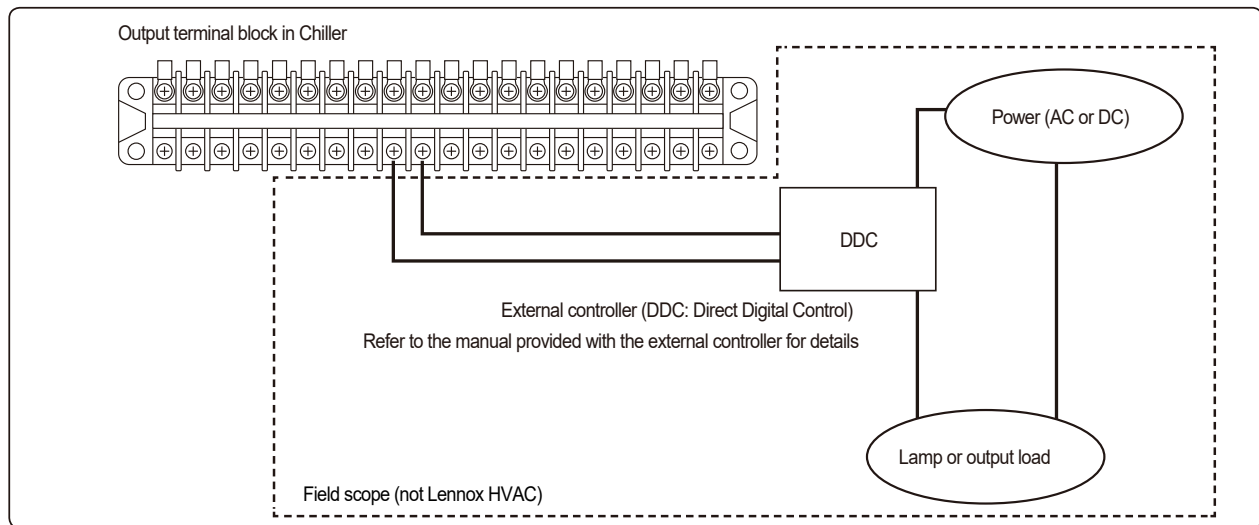 Output terminal block in Chiller
Power (AC or DC)
DDC
External controller (DDC: Direct Digital Control)
Refer to the manual provided with the external controller for details
Lamp or output load
Field scope (not Lennox HVAC)